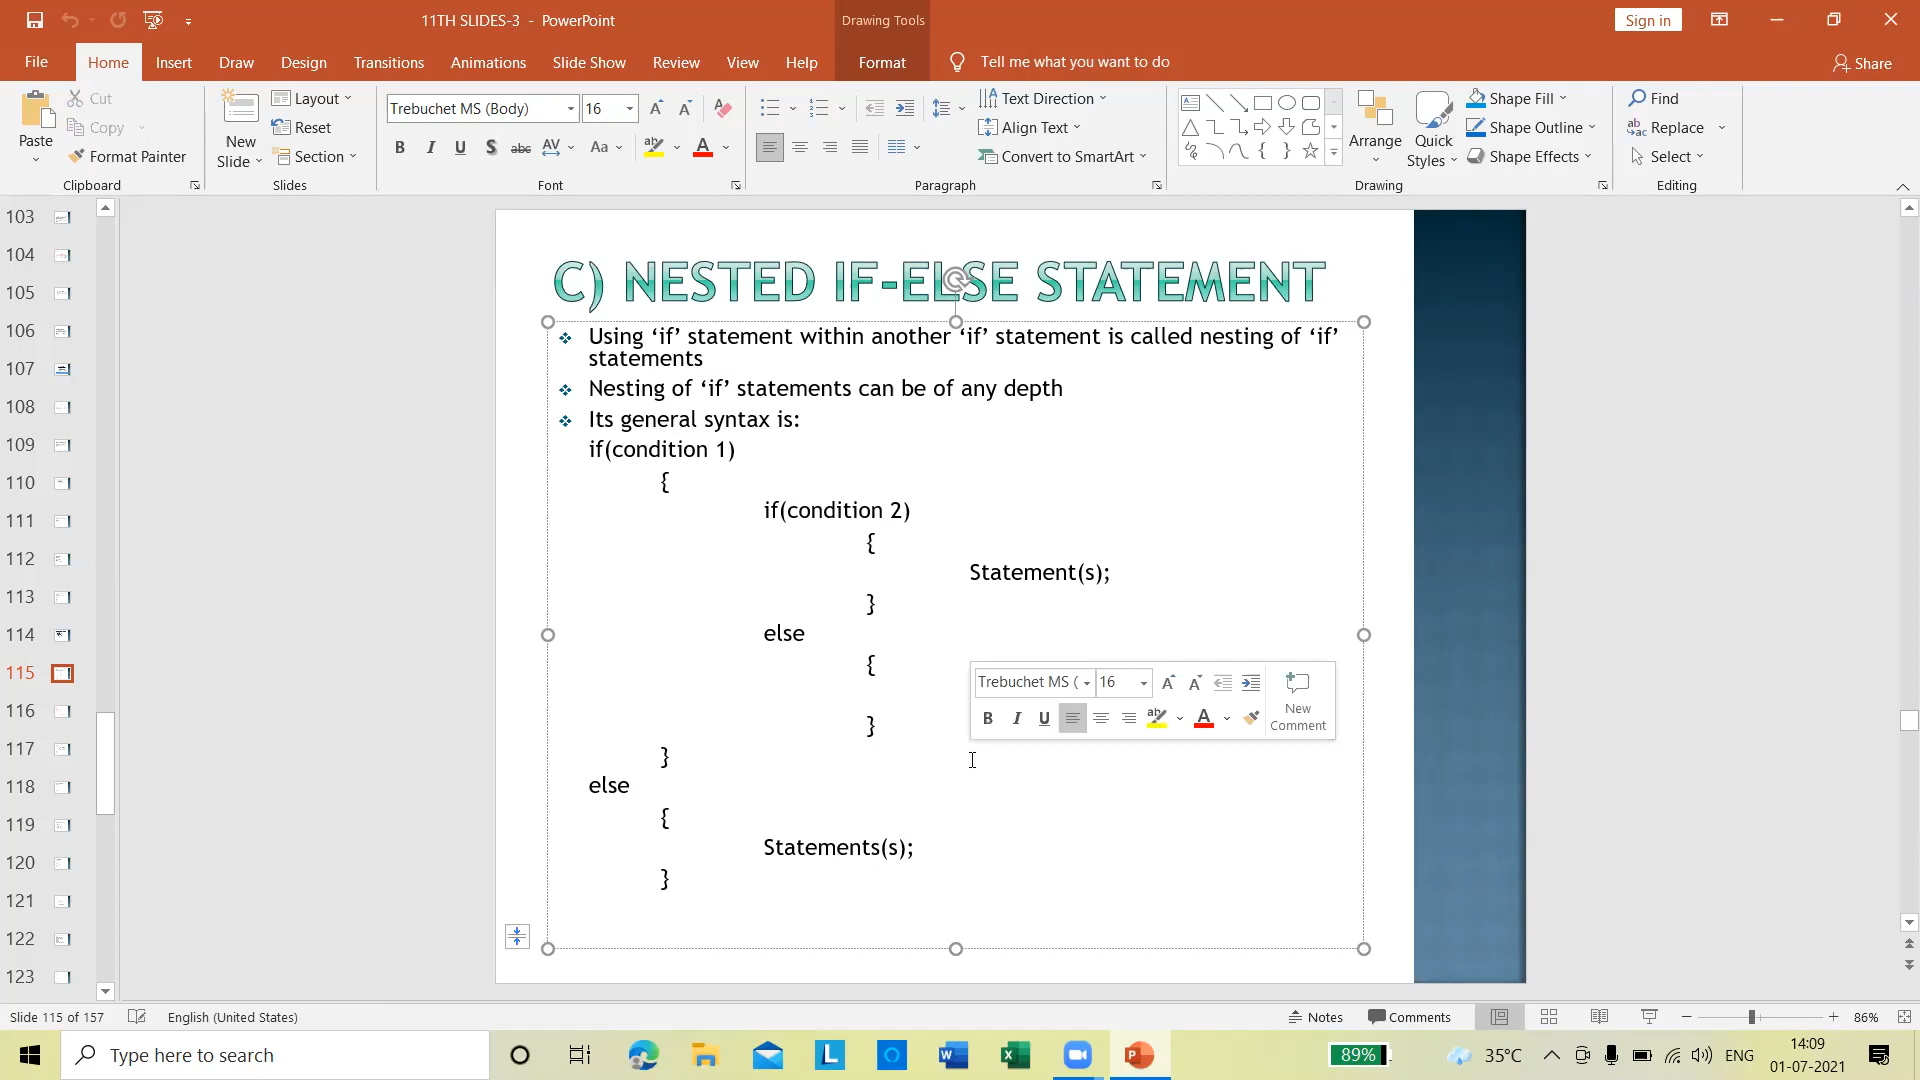 11TH SLIDES-3 - PowerPoint
Drawing Tools
Sign in
File
Home
Insert
Draw
Design
Transitions
Animations
Slide Show
Review
View
Help
Format
Tell me what you want to do
Share
Paste
Cut
Copy
Format Painter
Clipboard
New Slide
Layout
Reset
Section
Slides
Trebuchet MS (Body)
16
B I U S abc AV Aa
Font
Text Direction
Align Text
Convert to SmartArt
Paragraph
Arrange
Quick Styles
Shape Fill
Shape Outline
Shape Effects
Drawing
Find
Replace
Select
Editing
103
104
105
106
107
108
109
110
111
112
113
114
115
116
117
118
119
120
121
122
123
C) NESTED IF-ELSE STATEMENT
Using ‘if’ statement within another ‘if’ statement is called nesting of ‘if’
statements
Nesting of ‘if’ statements can be of any depth
Its general syntax is:
if(condition 1)
{
if(condition 2)
{
Statement(s);
}
else
{
}
}
else
{
Statements(s);
}
Trebuchet MS (
16
B I U
New
Comment
Slide 115 of 157
English (United States)
Notes
Comments
86%
Type here to search
89%
35°C
ENG
14:09
01-07-2021